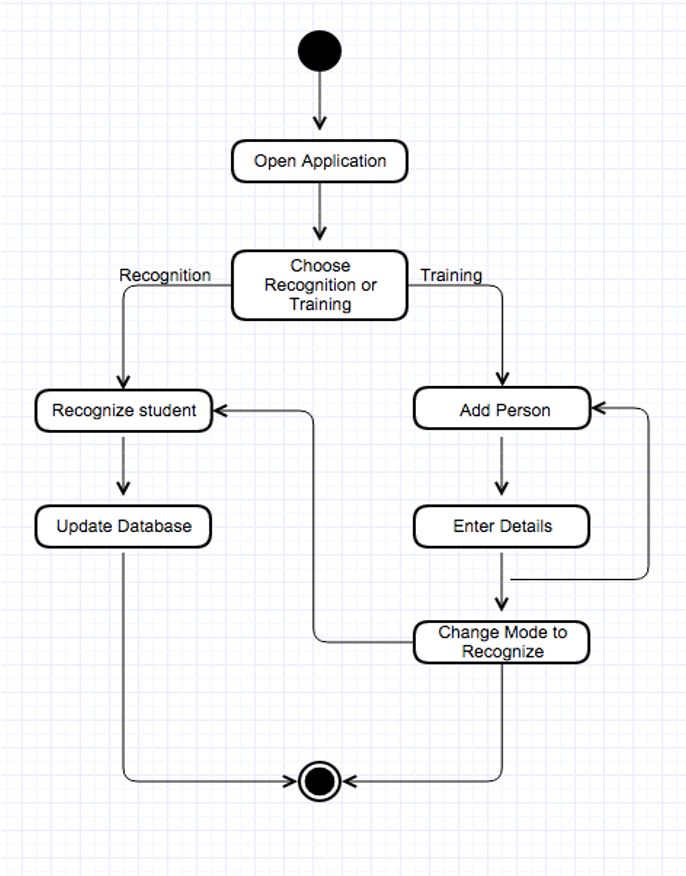 Open Application
Choose
Recognition or
Training
Recognition
Training
Recognize student
Add Person
Update Database
Enter Details
Change Mode to
Recognize